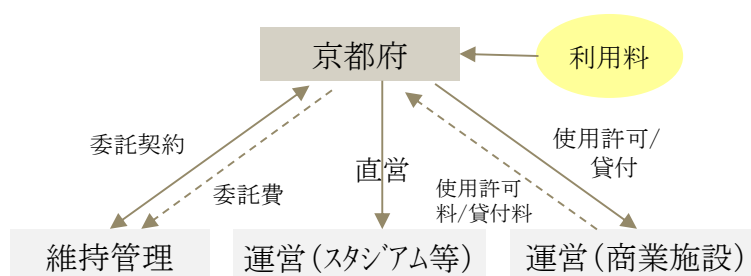 京都府
利用料
委託契約
委託費
直営
使用許可/
貸付
使用許可
料/貸付料
維持管理
運営(スタジアム等)
運営(商業施設)